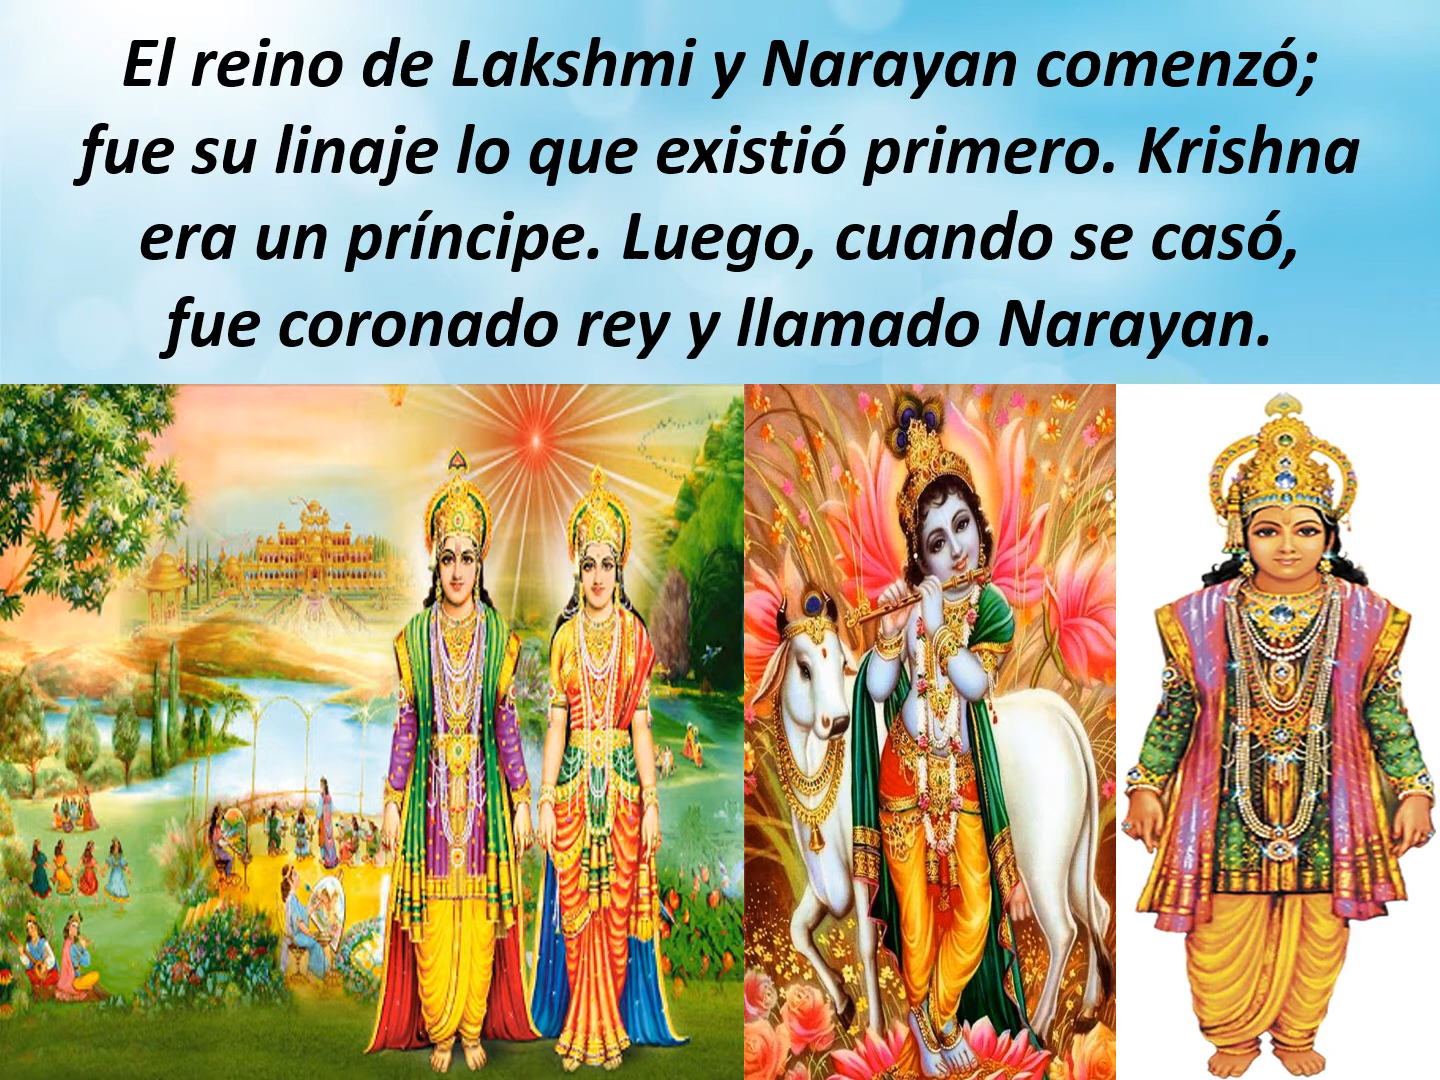 El reino de Lakshmi y Narayan comenzó;
fue su linaje lo que existió primero. Krishna
era un príncipe. Luego, cuando se casó,
fue coronado rey y llamado Narayan.